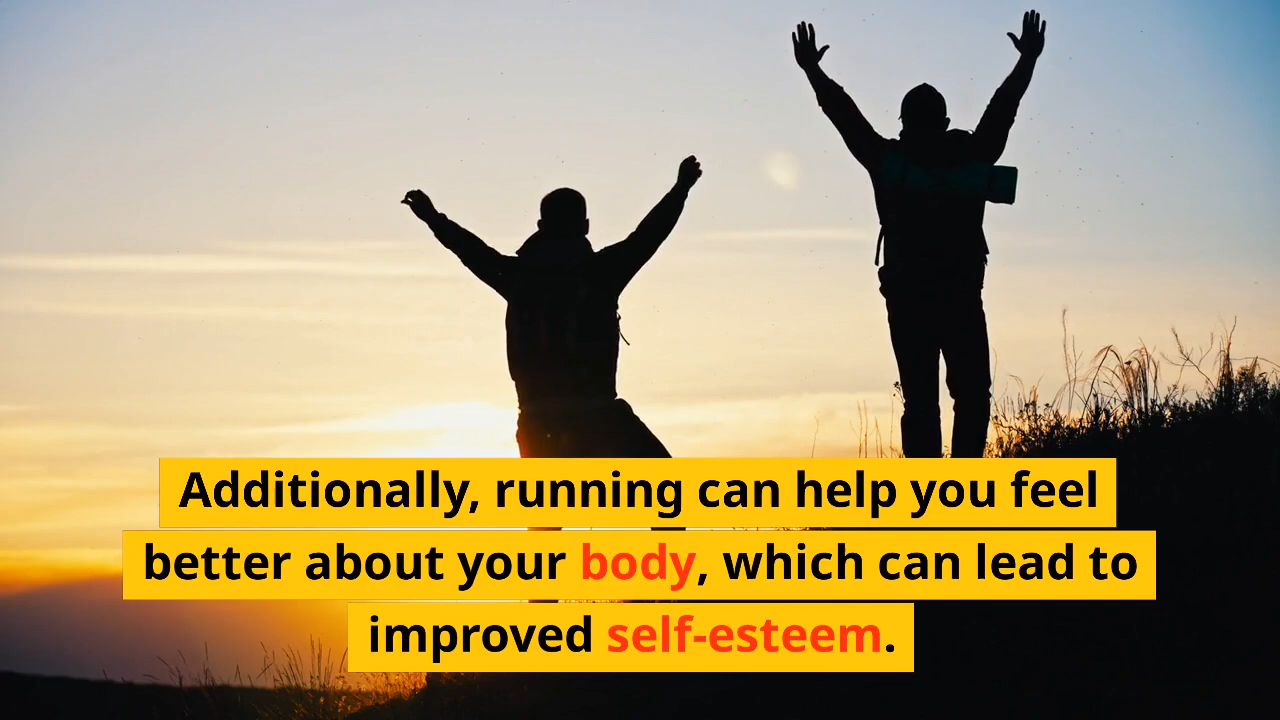 Additionally, running can help you feel
better about your body, which can lead to
improved self-esteem.